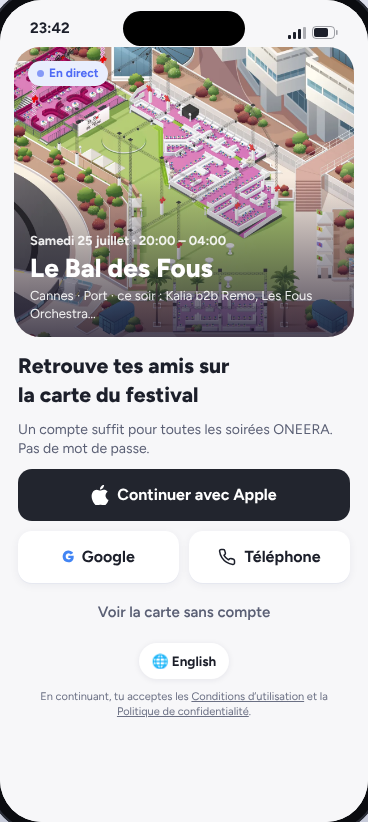 23:42
En direct
Samedi 25 juillet · 20:00 – 04:00
Le Bal des Fous
Cannes · Port · ce soir : Kalia b2b Remo, Les Fous
Orchestra...
Retrouve tes amis sur
la carte du festival
Un compte suffit pour toutes les soirées ONEERA.
Pas de mot de passe.
Continuer avec Apple
G Google
Téléphone
Voir la carte sans compte
English
En continuant, tu acceptes les Conditions d'utilisation et la
Politique de confidentialité.